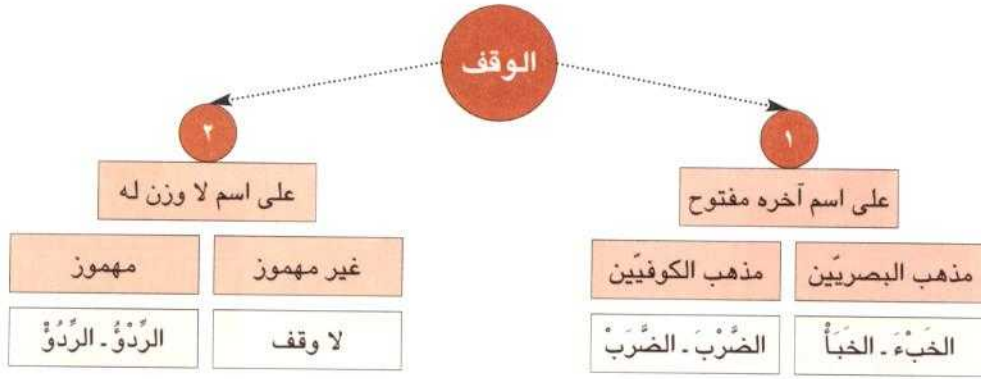 الوقف
١
على اسم آخره مفتوح
مذهب البصريّين
مذهب الكوفيّين
الخَبْءَ ـ الخَبَأْ
الضَّرْبَ ـ الضَّرَبْ
٢
على اسم لا وزن له
غير مهموز
مهموز
لا وقف
الرِّدْؤُ ـ الرِّدُؤْ